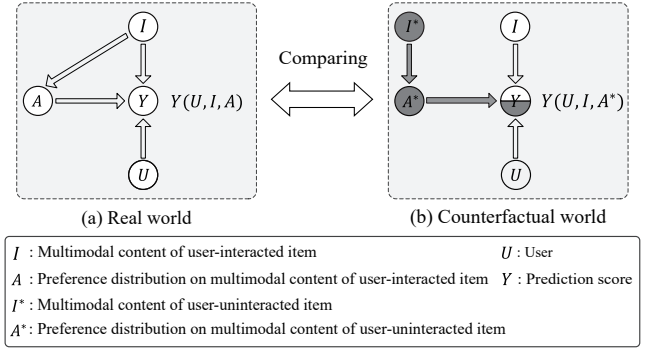 I
A
Y
Y(U, I, A)
U
(a) Real world
Comparing
I*
I
A*
Y
Y(U, I, A*)
U
(b) Counterfactual world
I : Multimodal content of user-interacted item
U : User
A : Preference distribution on multimodal content of user-interacted item
Y : Prediction score
I* : Multimodal content of user-uninteracted item
A* : Preference distribution on multimodal content of user-uninteracted item